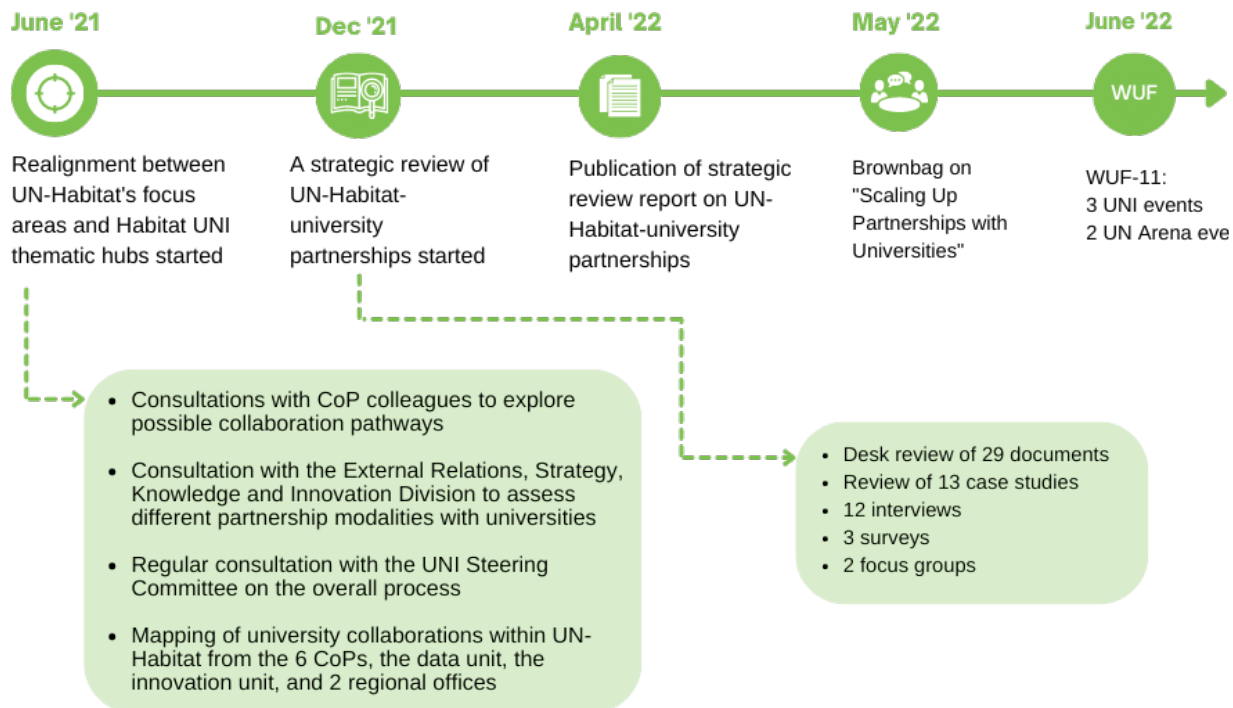 June '21
Dec '21
April '22
May '22
June '22
WUF
Realignment between
UN-Habitat's focus
areas and Habitat UNI
thematic hubs started
A strategic review of
UN-Habitat-
university
partnerships started
Publication of strategic
review report on UN-
Habitat-university
partnerships
Brownbag on
"Scaling Up
Partnerships with
Universities"
WUF-11:
3 UNI events
2 UN Arena eve
• Consultations with CoP colleagues to explore
possible collaboration pathways
• Consultation with the External Relations, Strategy,
Knowledge and Innovation Division to assess
different partnership modalities with universities
• Regular consultation with the UNI Steering
Committee on the overall process
• Mapping of university collaborations within UN-
Habitat from the 6 CoPs, the data unit, the
innovation unit, and 2 regional offices
• Desk review of 29 documents
• Review of 13 case studies
• 12 interviews
• 3 surveys
• 2 focus groups